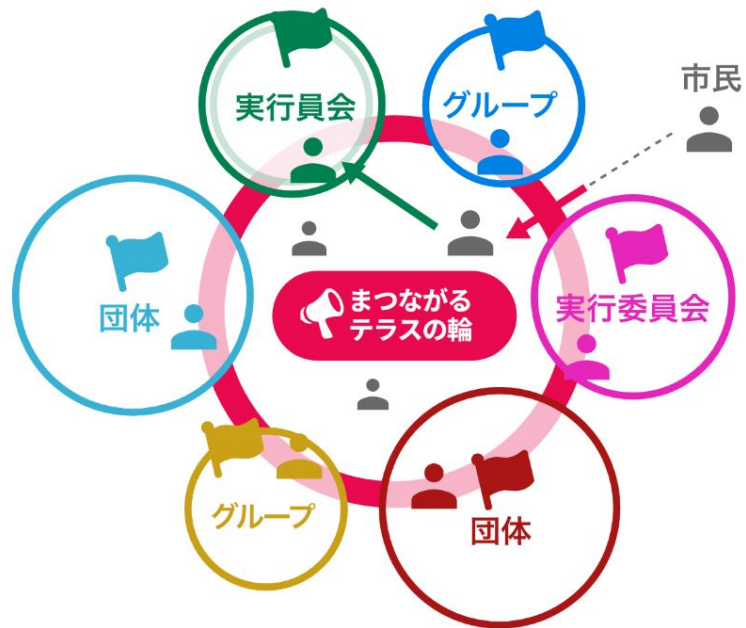 実行員会
グループ
市民
団体
まつながる
テラスの輪
実行委員会
グループ
団体